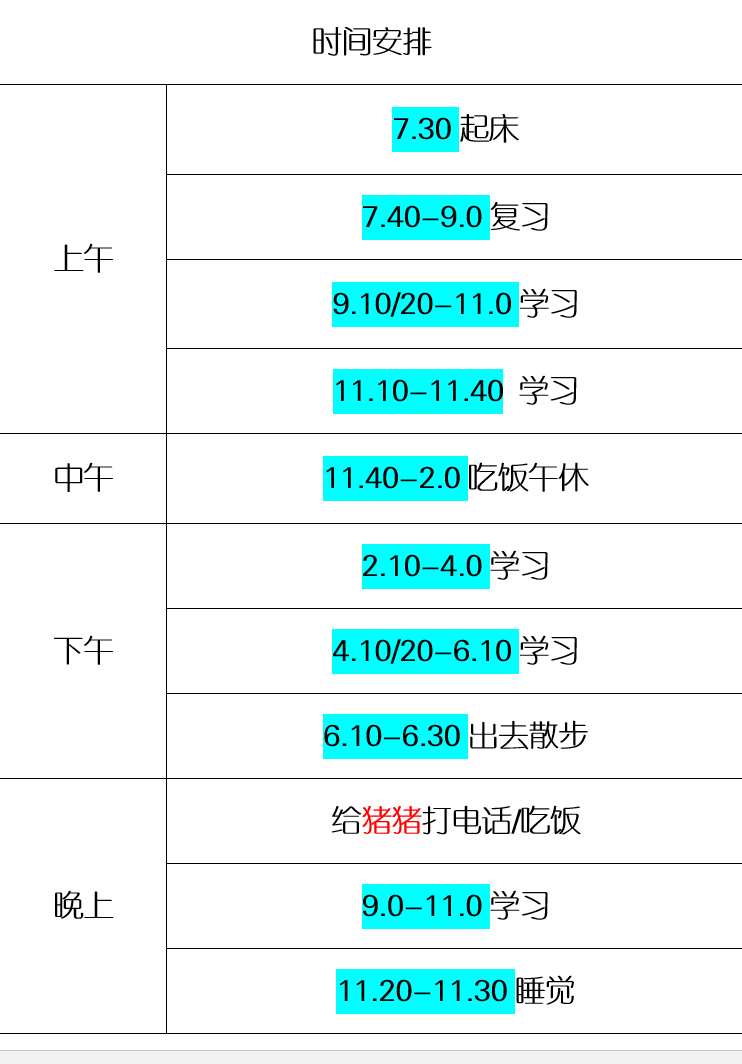 时间安排
上午
7.30 起床
7.40-9.0 复习
9.10/20-11.0 学习
11.10-11.40 学习
中午
11.40-2.0 吃饭午休
下午
2.10-4.0 学习
4.10/20-6.10 学习
6.10-6.30 出去散步
晚上
给猪猪打电话/吃饭
9.0-11.0 学习
11.20-11.30 睡觉